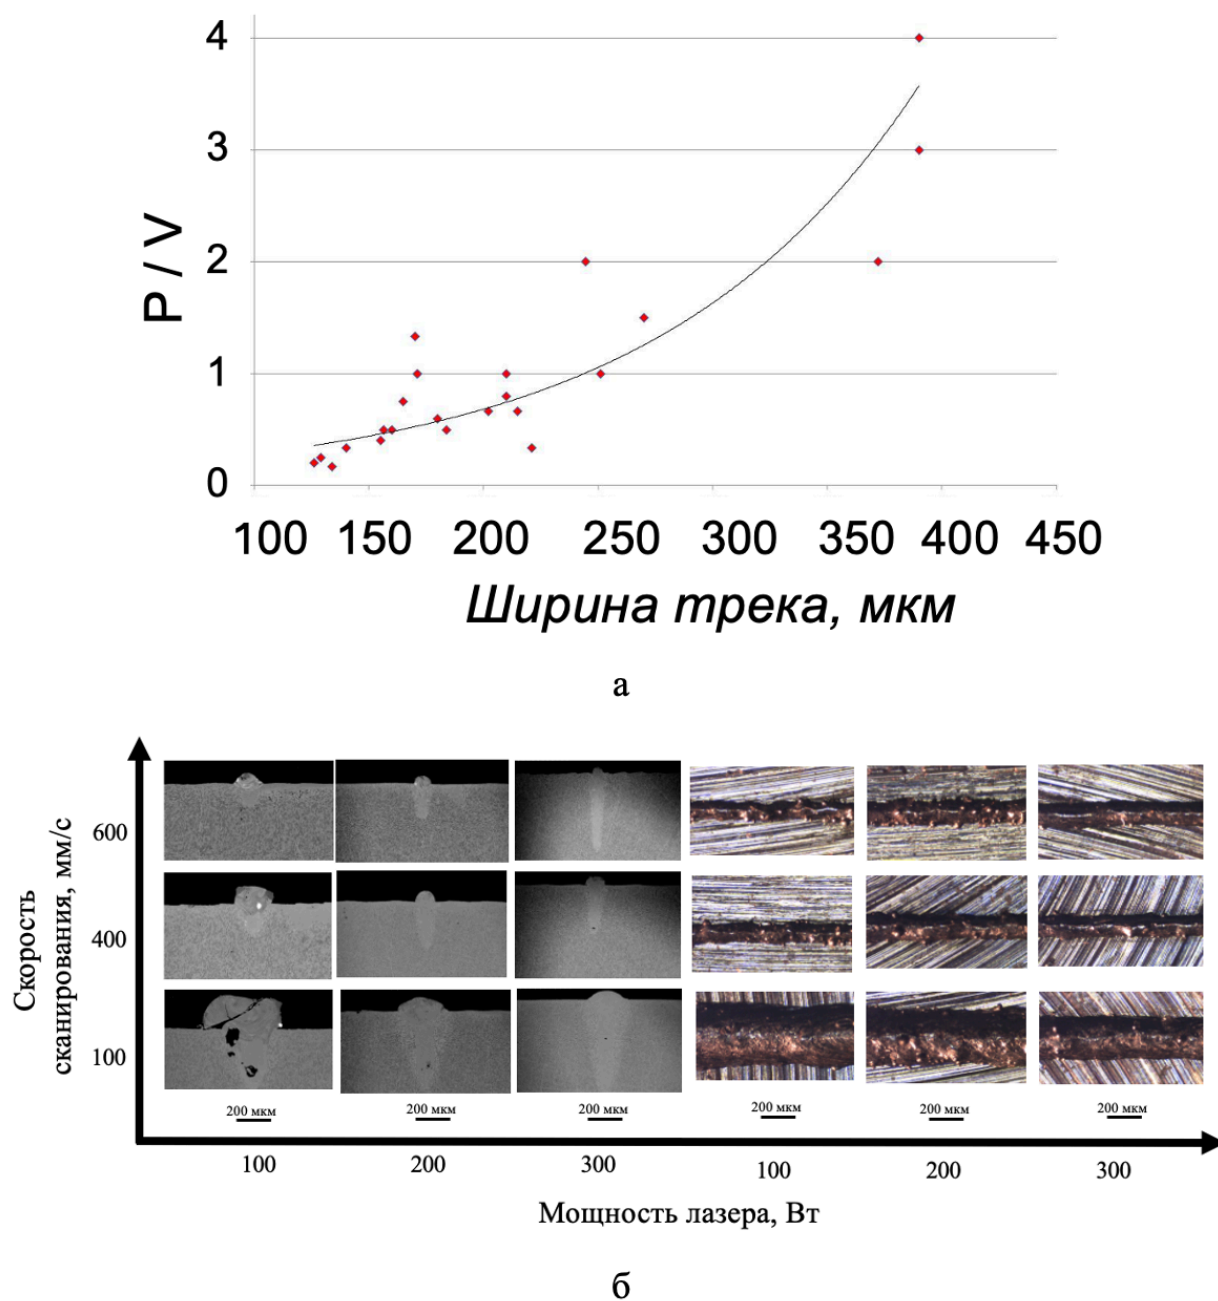 4
3
2
1
0
P / V
100 150 200 250 300 350 400 450
Ширина трека, мкм
а
Скорость
сканирования, мм/с
600
400
100
200 мкм 200 мкм 200 мкм 200 мкм 200 мкм 200 мкм
100 200 300 100 200 300
Мощность лазера, Вт
б